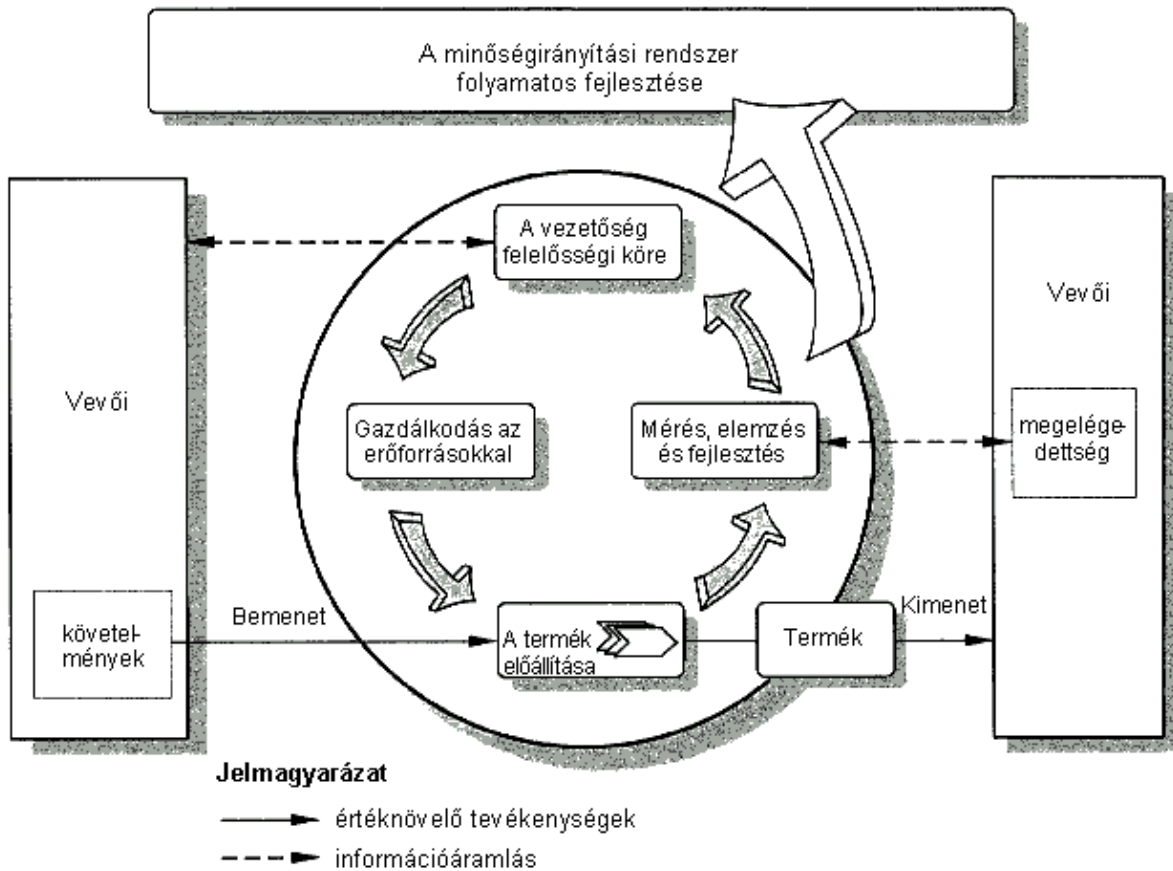 A minőségirányítási rendszer
folyamatos fejlesztése
A vezetőség
felelősségi köre
Vevői
Vevői
Gazdálkodás az
erőforrásokkal
Mérés, elemzés
és fejlesztés
megelége-
dettség
követel-
mények
Bemenet
A termék
előállítása
Termék
Kimenet
Jelmagyarázat
értéknövelő tevékenységek
információáramlás